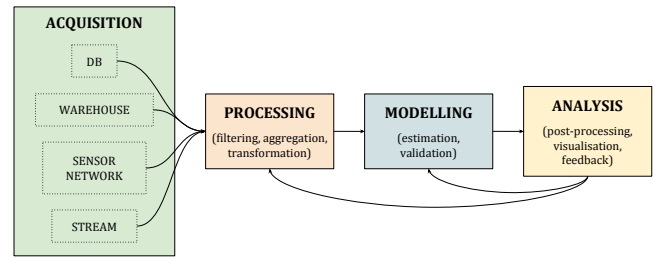 ACQUISITION
DB
WAREHOUSE
SENSOR
NETWORK
STREAM
PROCESSING
(filtering, aggregation,
transformation)
MODELLING
(estimation,
validation)
ANALYSIS
(post-processing,
visualisation,
feedback)